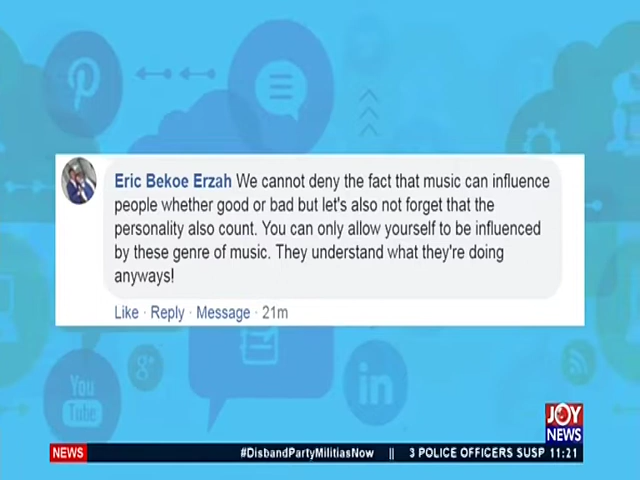 Eric Bekoe Erzah We cannot deny the fact that music can influence
people whether good or bad but let's also not forget that the
personality also count. You can only allow yourself to be influenced
by these genre of music. They understand what they're doing
anyways!
Like · Reply · Message · 21m
You
Tube
g+
in
JOY
NEWS
NEWS #DisbandPartyMilitiasNow || 3 POLICE OFFICERS SUSP 11:21